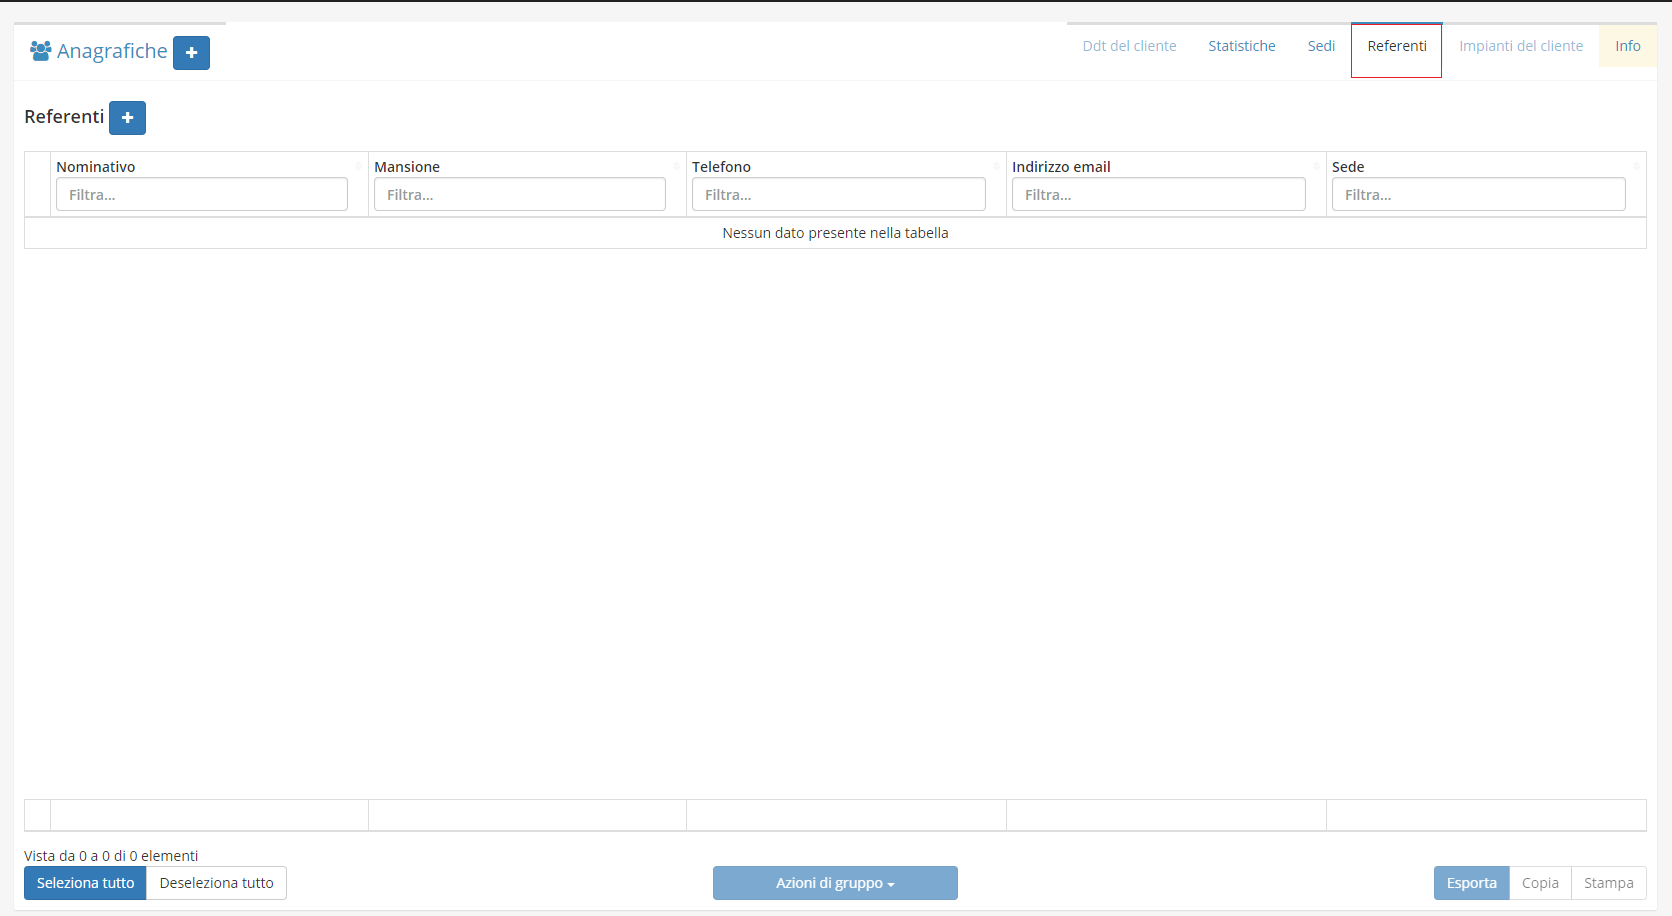 Anagrafiche
Ddt del cliente Statistiche Sedi Referenti Impianti del cliente Info
Referenti
Nominativo Mansione Telefono Indirizzo email Sede
Filtra... Filtra... Filtra... Filtra... Filtra...
Nessun dato presente nella tabella
Vista da 0 a 0 di 0 elementi
Seleziona tutto Deseleziona tutto Azioni di gruppo Esporta Copia Stampa